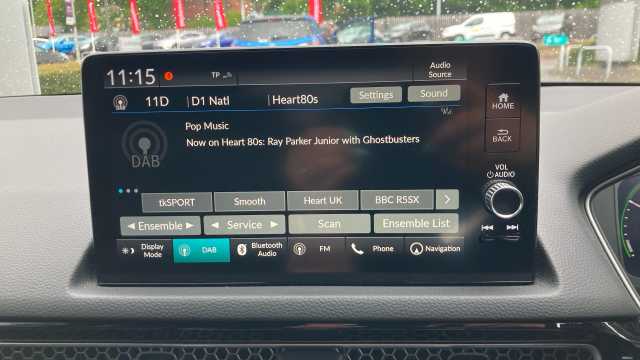 11:15 TP Audio Source
11D D1 Natl Heart80s Settings Sound
Pop Music
Now on Heart 80s: Ray Parker Junior with Ghostbusters
DAB
tkSPORT Smooth Heart UK BBC R5SX
Ensemble Service Scan Ensemble List
Display Mode DAB Bluetooth Audio FM Phone Navigation
HOME
BACK
VOL
AUDIO